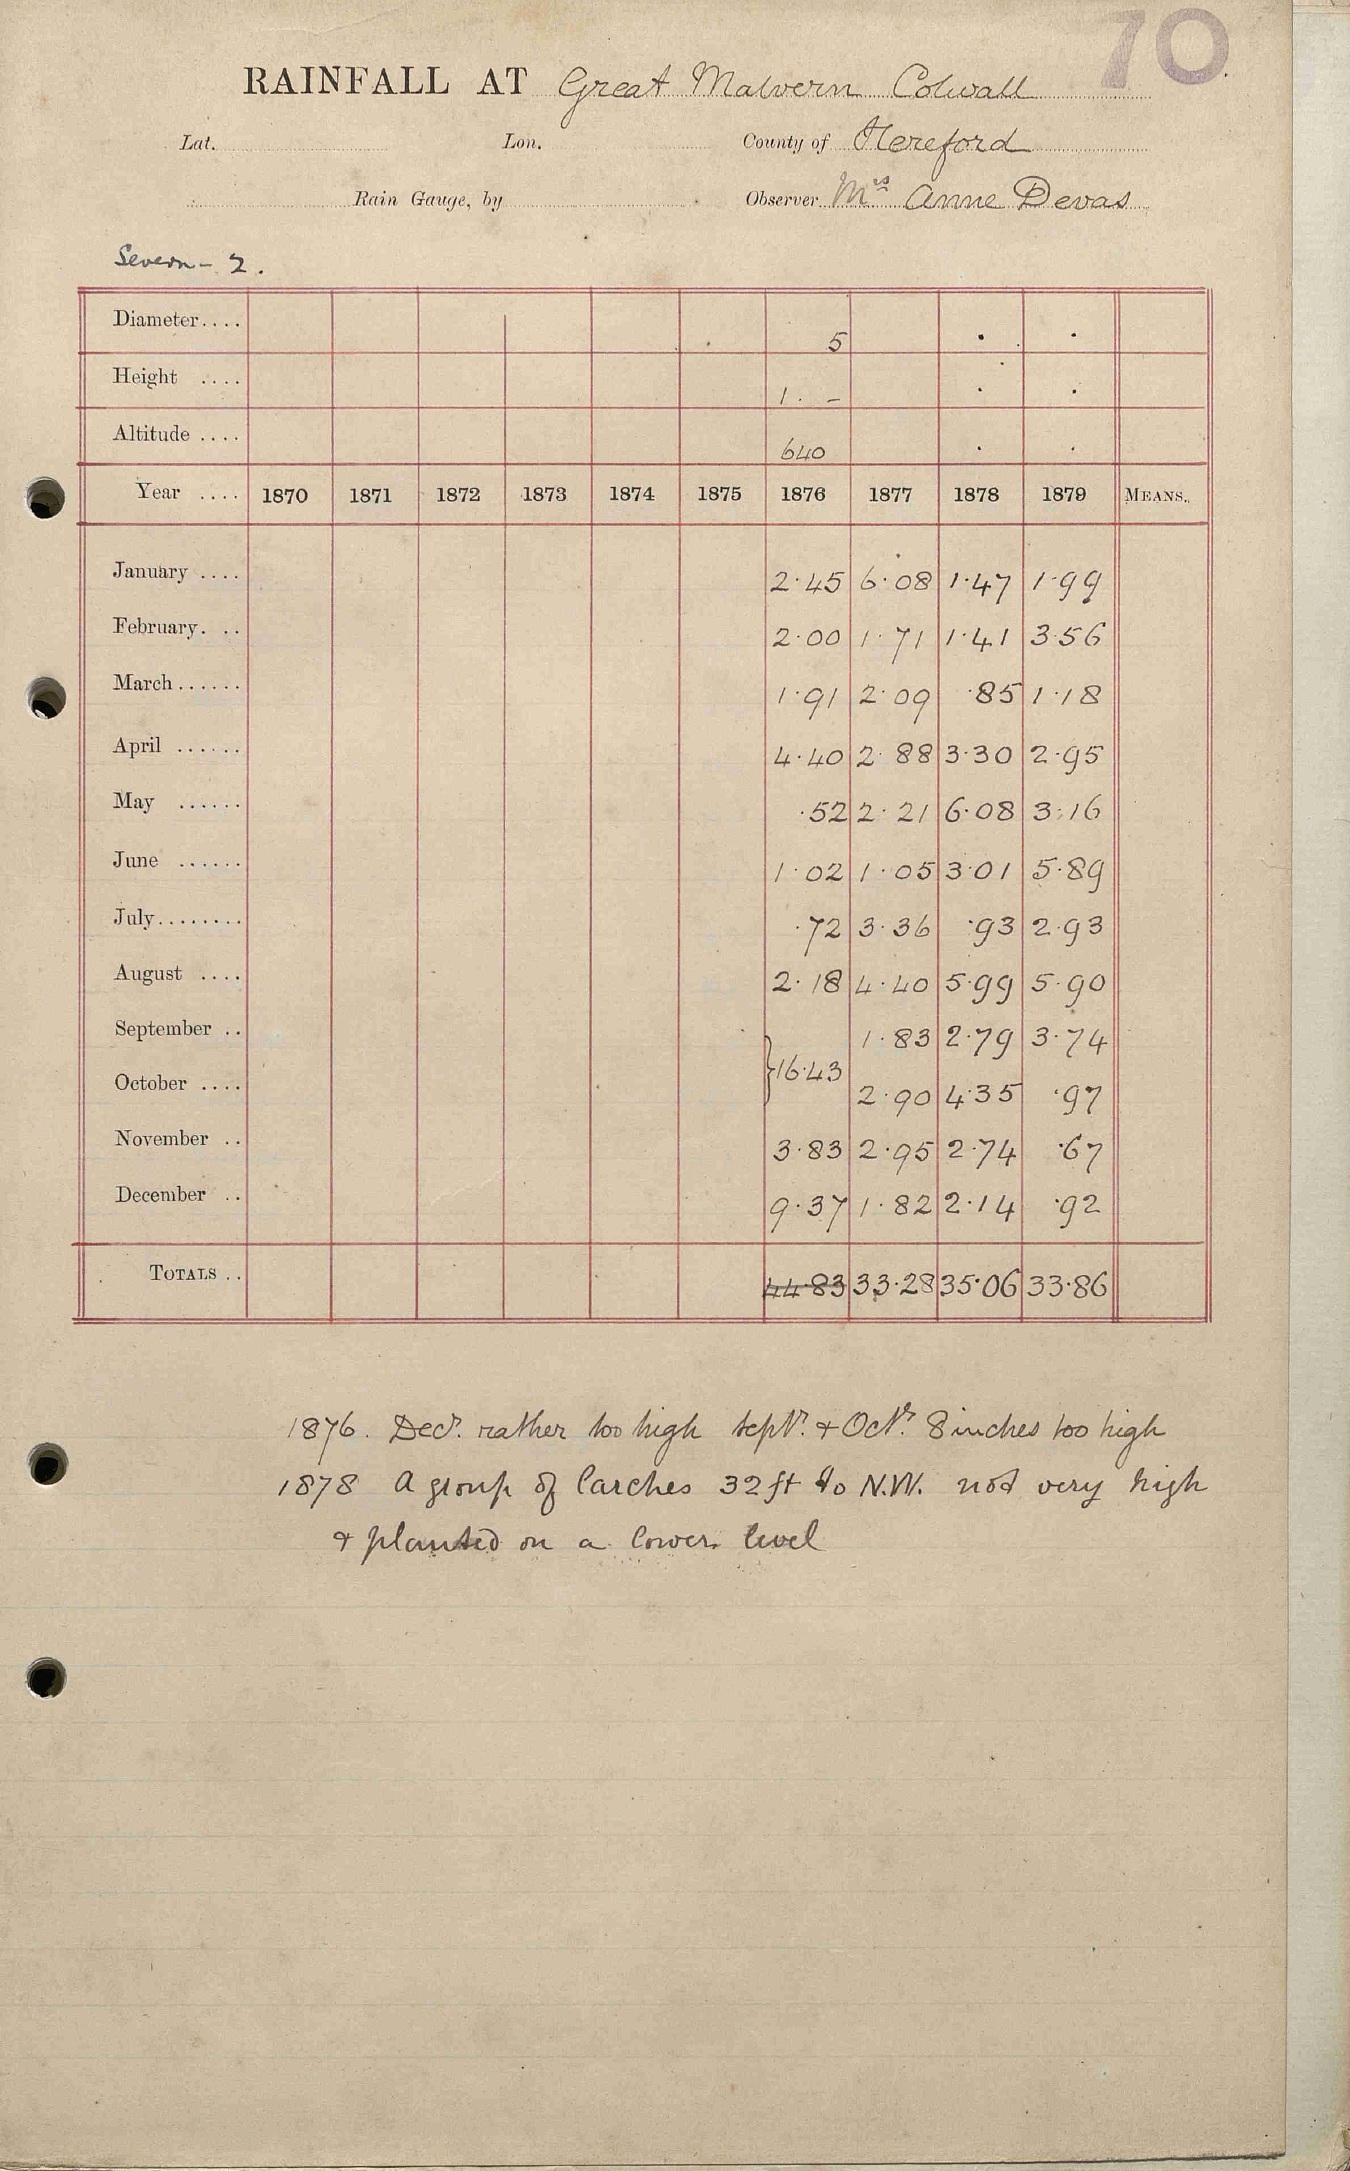 70
RAINFALL AT Great Malvern Colwall
Lat. Lon. County of Hereford
Rain Gauge, by Observer Mrs Anne Devas
Severn - 2.
Diameter.... 5 . .
Height .... 1. - . .
Altitude .... 640 . .
Year .... 1870 1871 1872 1873 1874 1875 1876 1877 1878 1879 MEANS.
January .... 2.45 6.08 1.47 1.99
February. .. 2.00 1.71 1.41 3.56
March...... 1.91 2.09 .85 1.18
April ...... 4.40 2.88 3.30 2.95
May ...... .52 2.21 6.08 3.16
June ...... 1.02 1.05 3.01 5.89
July........ .72 3.36 .93 2.93
August .... 2.18 4.40 5.99 5.90
September .. 1.83 2.79 3.74
}16.43
October .... 2.90 4.35 .97
November .. 3.83 2.95 2.74 .67
December .. 9.37 1.82 2.14 .92
TOTALS .. 44.83 33.28 35.06 33.86
1876. Decr. rather too high Septr. & Octr. 8 inches too high
1878 A group of larches 32 ft to N.W. not very high
& planted on a lower level